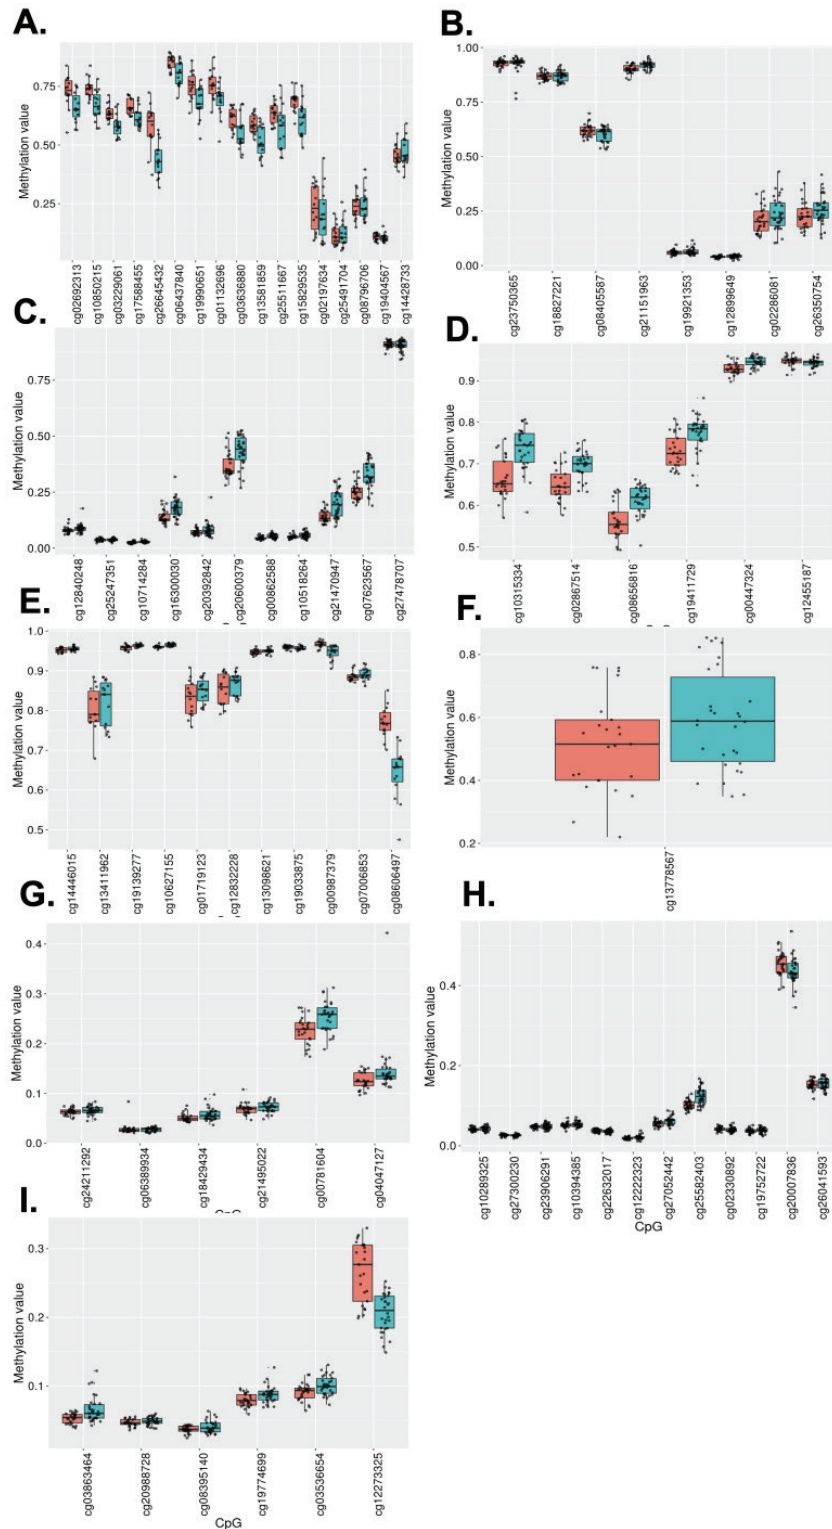 A.
Methylation value
0.75
0.50
0.25
cg02692313
cg10850215
cg03229061
cg17588455
cg26645432
cg06437840
cg19990651
cg01132696
cg03636880
cg13581859
cg25511667
cg15829535
cg02197634
cg25491704
cg08796706
cg19404567
cg14428733
B.
Methylation value
1.00
0.75
0.50
0.25
0.00
cg23750365
cg18827221
cg08405587
cg21151963
cg19921353
cg12899649
cg02286081
cg26350754
C.
Methylation value
0.75
0.50
0.25
0.00
cg12840248
cg25247351
cg10714284
cg16300030
cg20392842
cg20600379
cg00862588
cg10518264
cg21470947
cg07623567
cg27478707
D.
Methylation value
0.9
0.8
0.7
0.6
0.5
cg10315334
cg02867514
cg08656816
cg19411729
cg00447324
cg12455187
E.
Methylation value
1.0
0.9
0.8
0.7
0.6
0.5
cg14446015
cg13411962
cg19139277
cg10627155
cg01719123
cg12832228
cg13098621
cg19033875
cg00987379
cg07006853
cg08606497
F.
Methylation value
0.8
0.6
0.4
0.2
cg13778567
G.
Methylation value
0.4
0.3
0.2
0.1
0.0
cg24211292
cg06389934
cg18429434
cg21495022
cg00781604
cg04047127
H.
Methylation value
0.4
0.2
0.0
cg10289325
cg27300230
cg23906291
cg10394385
cg22632017
cg12222323
cg27052442
cg25582403
cg02330892
cg19752722
cg20007836
cg26041593
CpG
I.
Methylation value
0.3
0.2
0.1
cg03863464
cg20988728
cg08395140
cg19774699
cg03536654
cg12273325
CpG